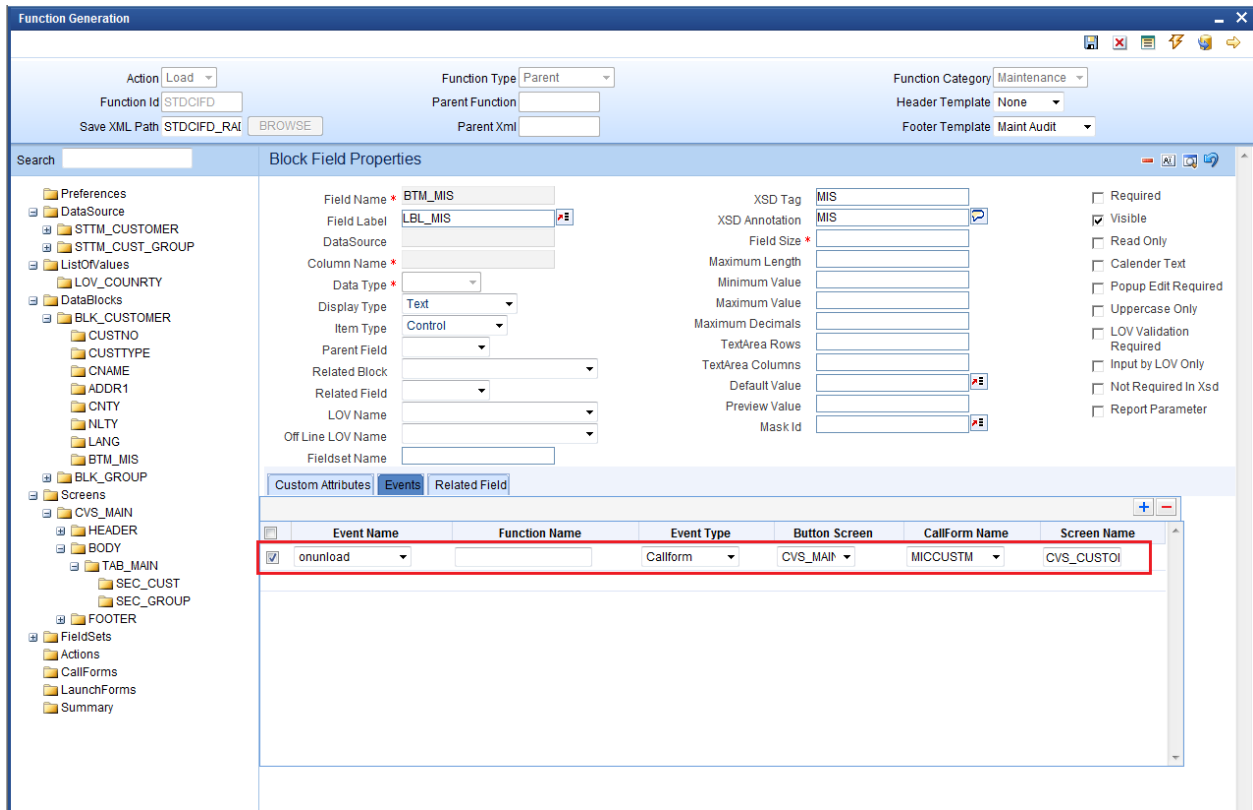 Function Generation
Action Load
Function Type Parent
Function Category Maintenance
Function Id STDCIFD
Parent Function
Header Template None
Save XML Path STDCIFD_RAD BROWSE
Parent Xml
Footer Template Maint Audit
Search
Block Field Properties
Preferences
DataSource
STTM_CUSTOMER
STTM_CUST_GROUP
ListOfValues
LOV_COUNRTY
DataBlocks
BLK_CUSTOMER
CUSTNO
CUSTTYPE
CNAME
ADDR1
CNTY
NLTY
LANG
BTM_MIS
BLK_GROUP
Screens
CVS_MAIN
HEADER
BODY
TAB_MAIN
SEC_CUST
SEC_GROUP
FOOTER
FieldSets
Actions
CallForms
LaunchForms
Summary
Field Name * BTM_MIS
Field Label LBL_MIS
DataSource
Column Name *
Data Type *
Display Type Text
Item Type Control
Parent Field
Related Block
Related Field
LOV Name
Off Line LOV Name
Fieldset Name
XSD Tag MIS
XSD Annotation MIS
Field Size *
Maximum Length
Minimum Value
Maximum Value
Maximum Decimals
TextArea Rows
TextArea Columns
Default Value
Preview Value
Mask Id
Required
Visible
Read Only
Calender Text
Popup Edit Required
Uppercase Only
LOV Validation
Required
Input by LOV Only
Not Required In Xsd
Report Parameter
Custom Attributes Events Related Field
Event Name Function Name Event Type Button Screen CallForm Name Screen Name
onunload Callform CVS_MAIN MICCUSTM CVS_CUSTOI